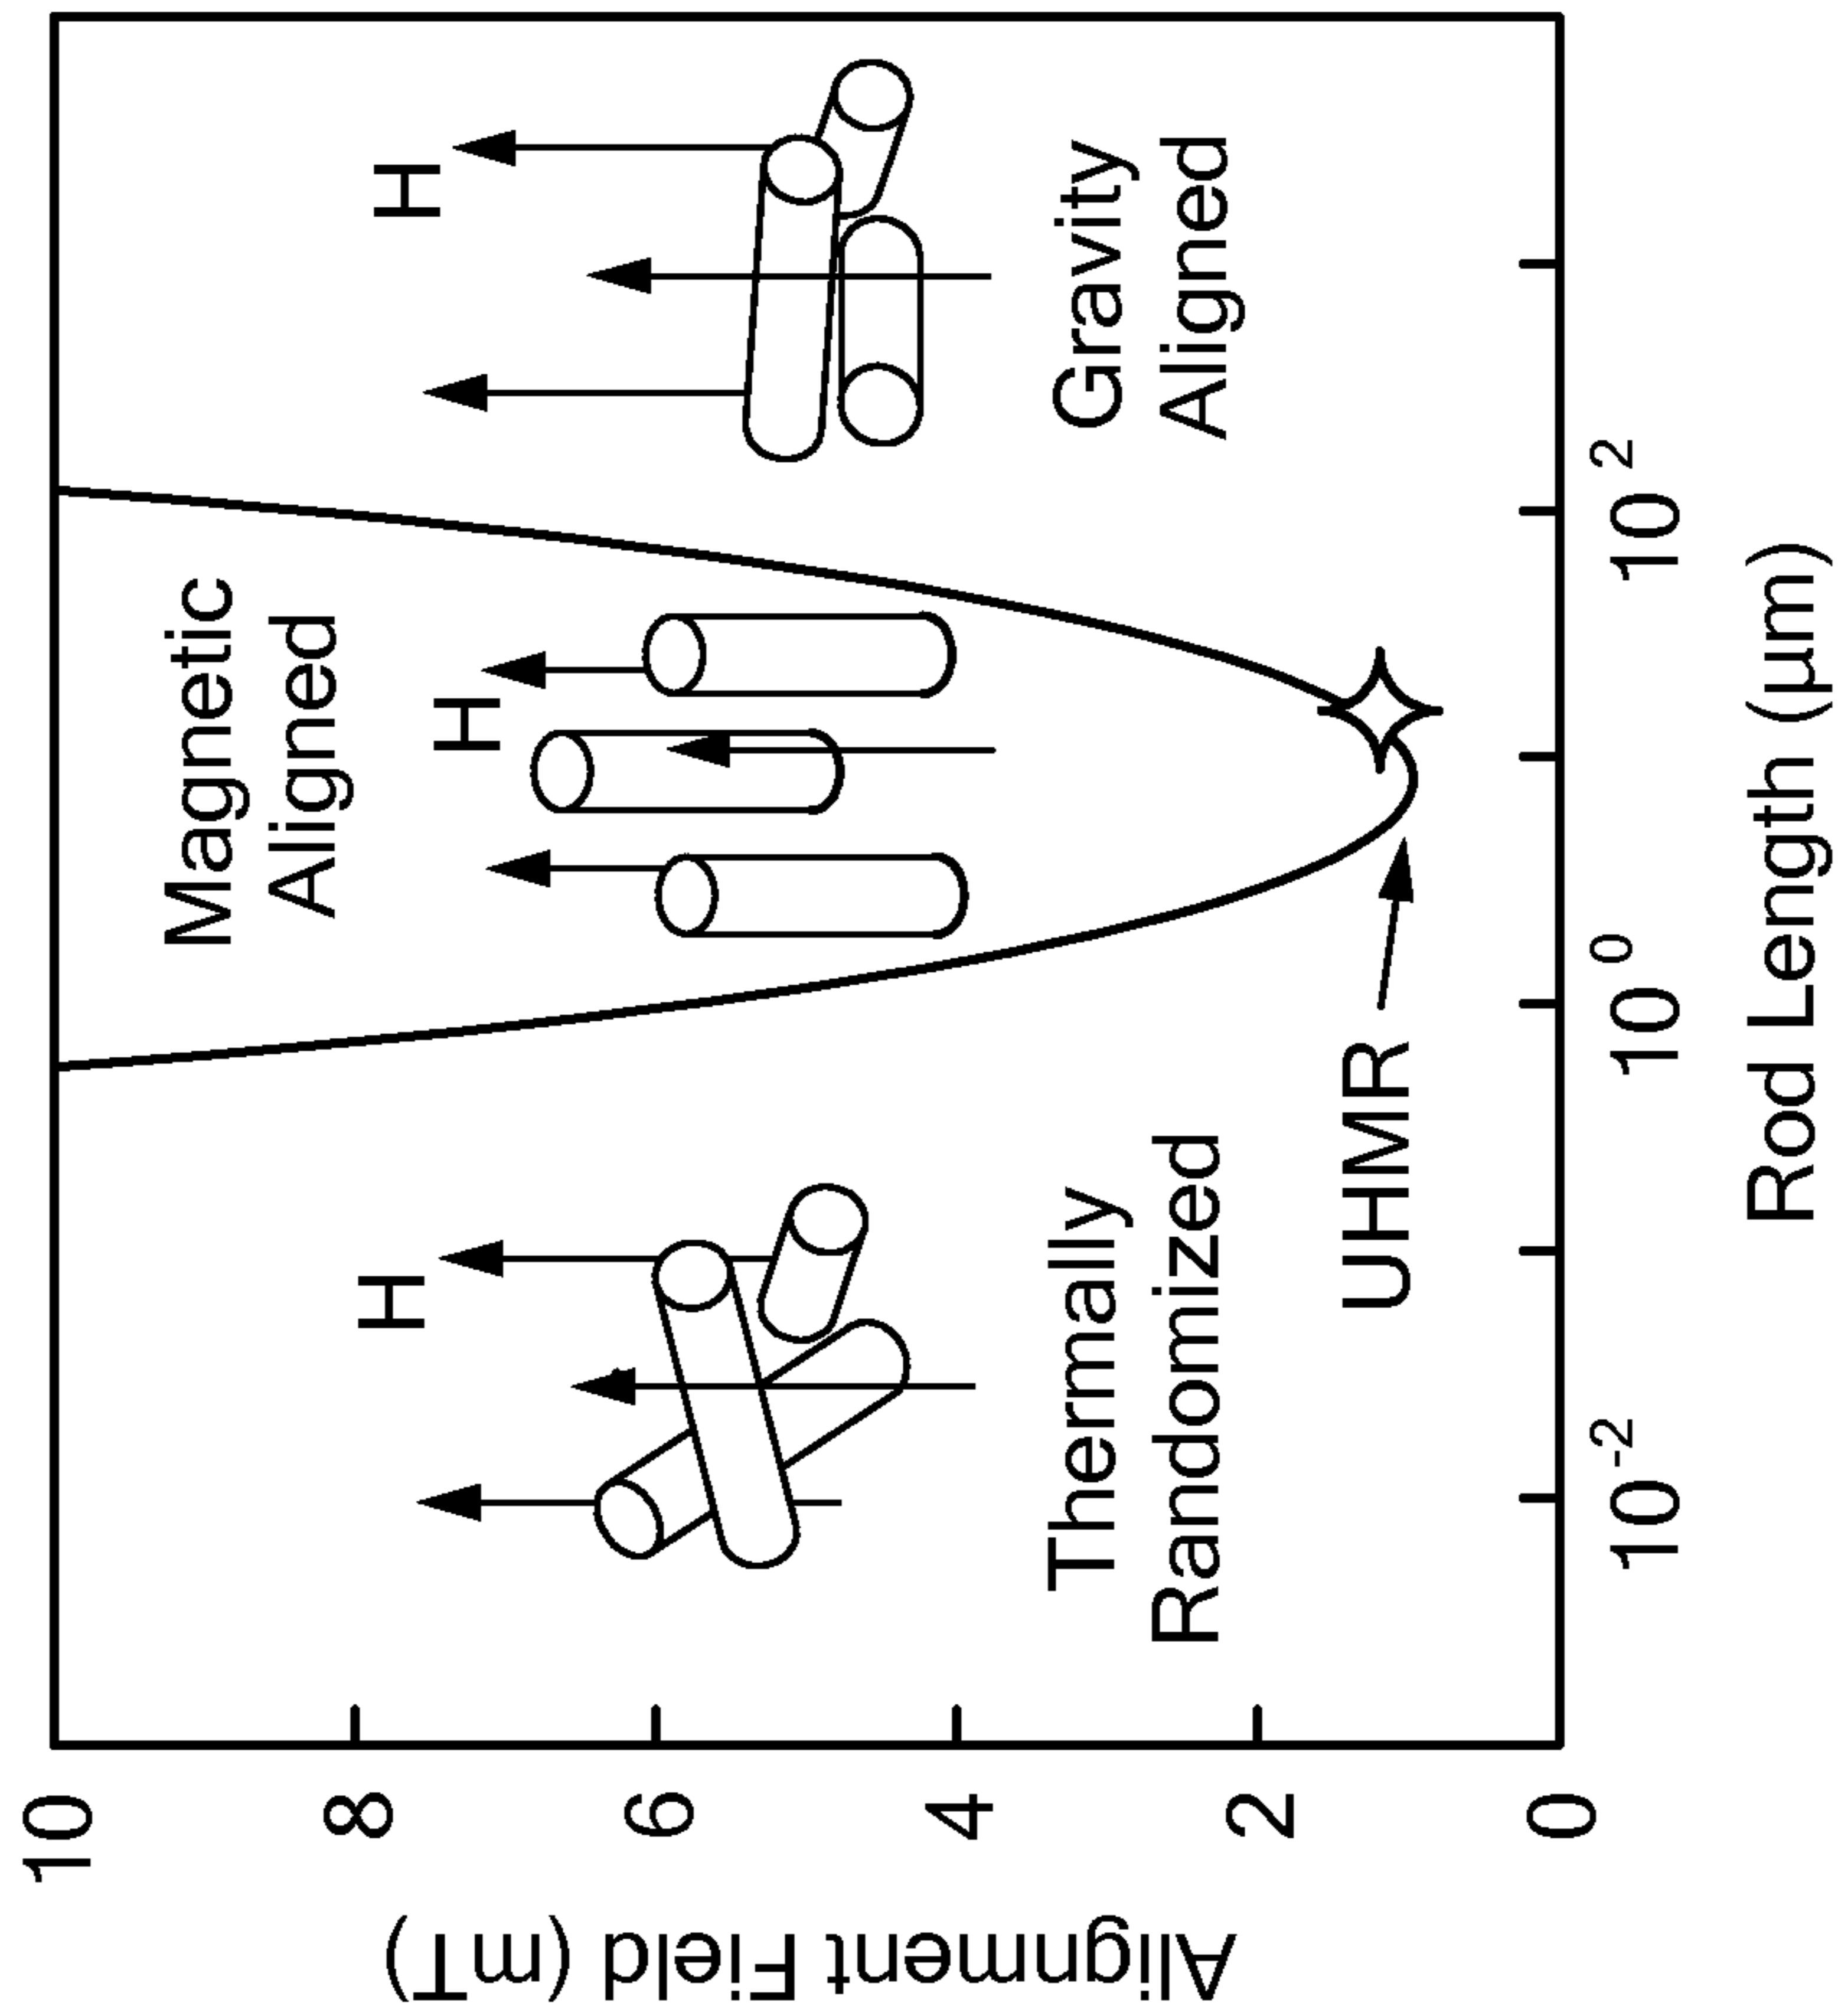 Alignment Field (mT)
10
8
6
4
2
0
Magnetic
Aligned
H
H
H
Thermally
Randomized
Gravity
Aligned
UHMR
10⁻²
10⁰
10²
Rod Length (µm)